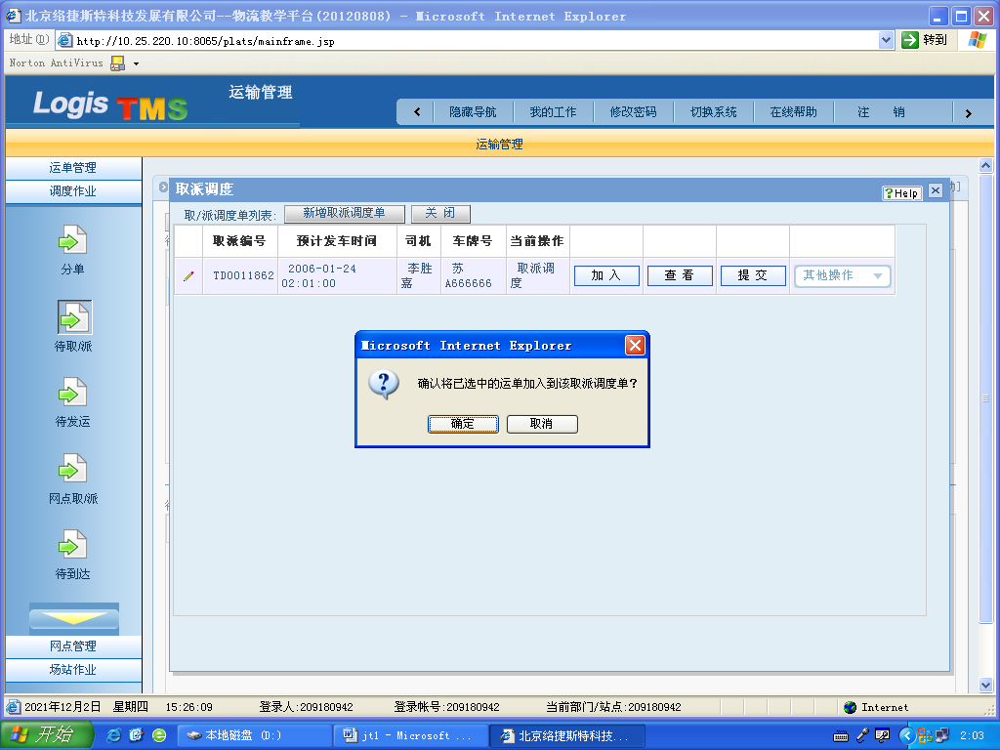 北京络捷斯特科技发展有限公司--物流教学平台(20120808) - Microsoft Internet Explorer
地址(D) http://10.25.220.10:8065/plats/mainframe.jsp 转到
Norton AntiVirus
Logis TMS 运输管理
隐藏导航 我的工作 修改密码 切换系统 在线帮助 注 销
运输管理
运单管理
调度作业
分单
待取/派
待发运
网点取/派
待到达
网点管理
场站作业
取派调度 Help
取/派调度单列表: 新增取派调度单 关 闭
取派编号 预计发车时间 司机 车牌号 当前操作
TD0011862 2006-01-24 02:01:00 李胜嘉 苏A666666 取派调度 加 入 查 看 提 交 其他操作
Microsoft Internet Explorer
确认将已选中的运单加入到该取派调度单?
确定 取消
2021年12月2日 星期四 15:26:09 登录人:209180942 登录帐号:209180942 当前部门/站点:209180942 Internet
开始 本地磁盘 (D:) jt1 - Microsoft ... 北京络捷斯特科技... 2:03